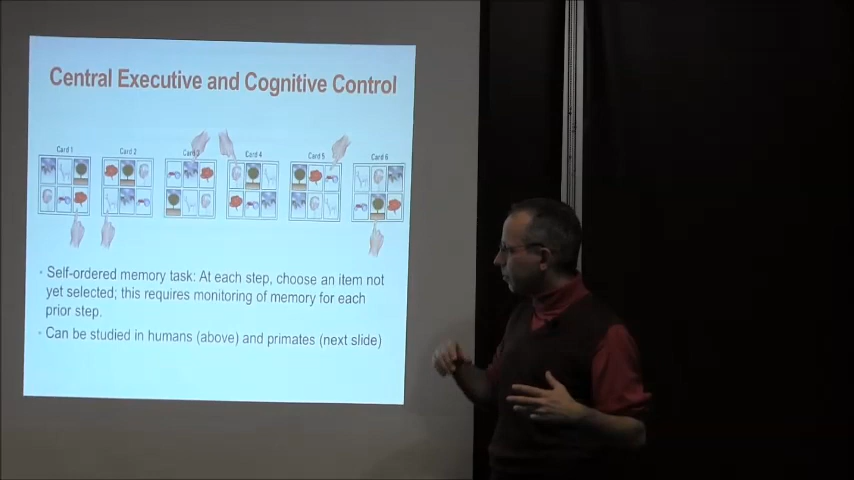 Central Executive and Cognitive Control
Card 1
Card 2
Card 3
Card 4
Card 5
Card 6
• Self-ordered memory task: At each step, choose an item not
yet selected; this requires monitoring of memory for each
prior step.
• Can be studied in humans (above) and primates (next slide)